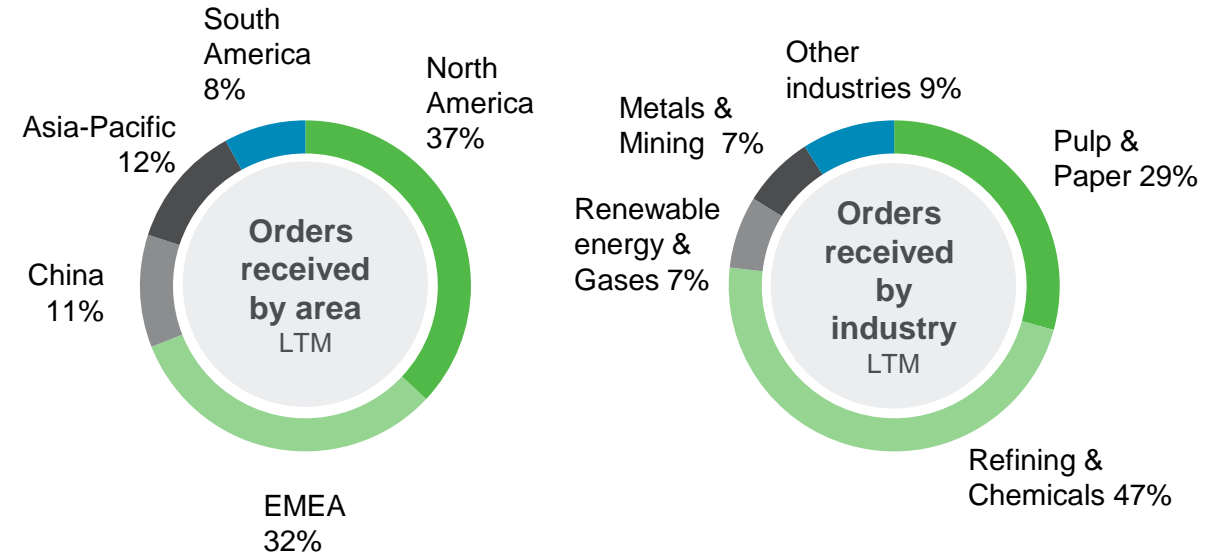 South
America
8%
North
America
37%
Asia-Pacific
12%
China
11%
EMEA
32%
Orders
received
by area
LTM
Other
industries 9%
Metals &
Mining 7%
Pulp &
Paper 29%
Renewable
energy &
Gases 7%
Refining &
Chemicals 47%
Orders
received
by
industry
LTM